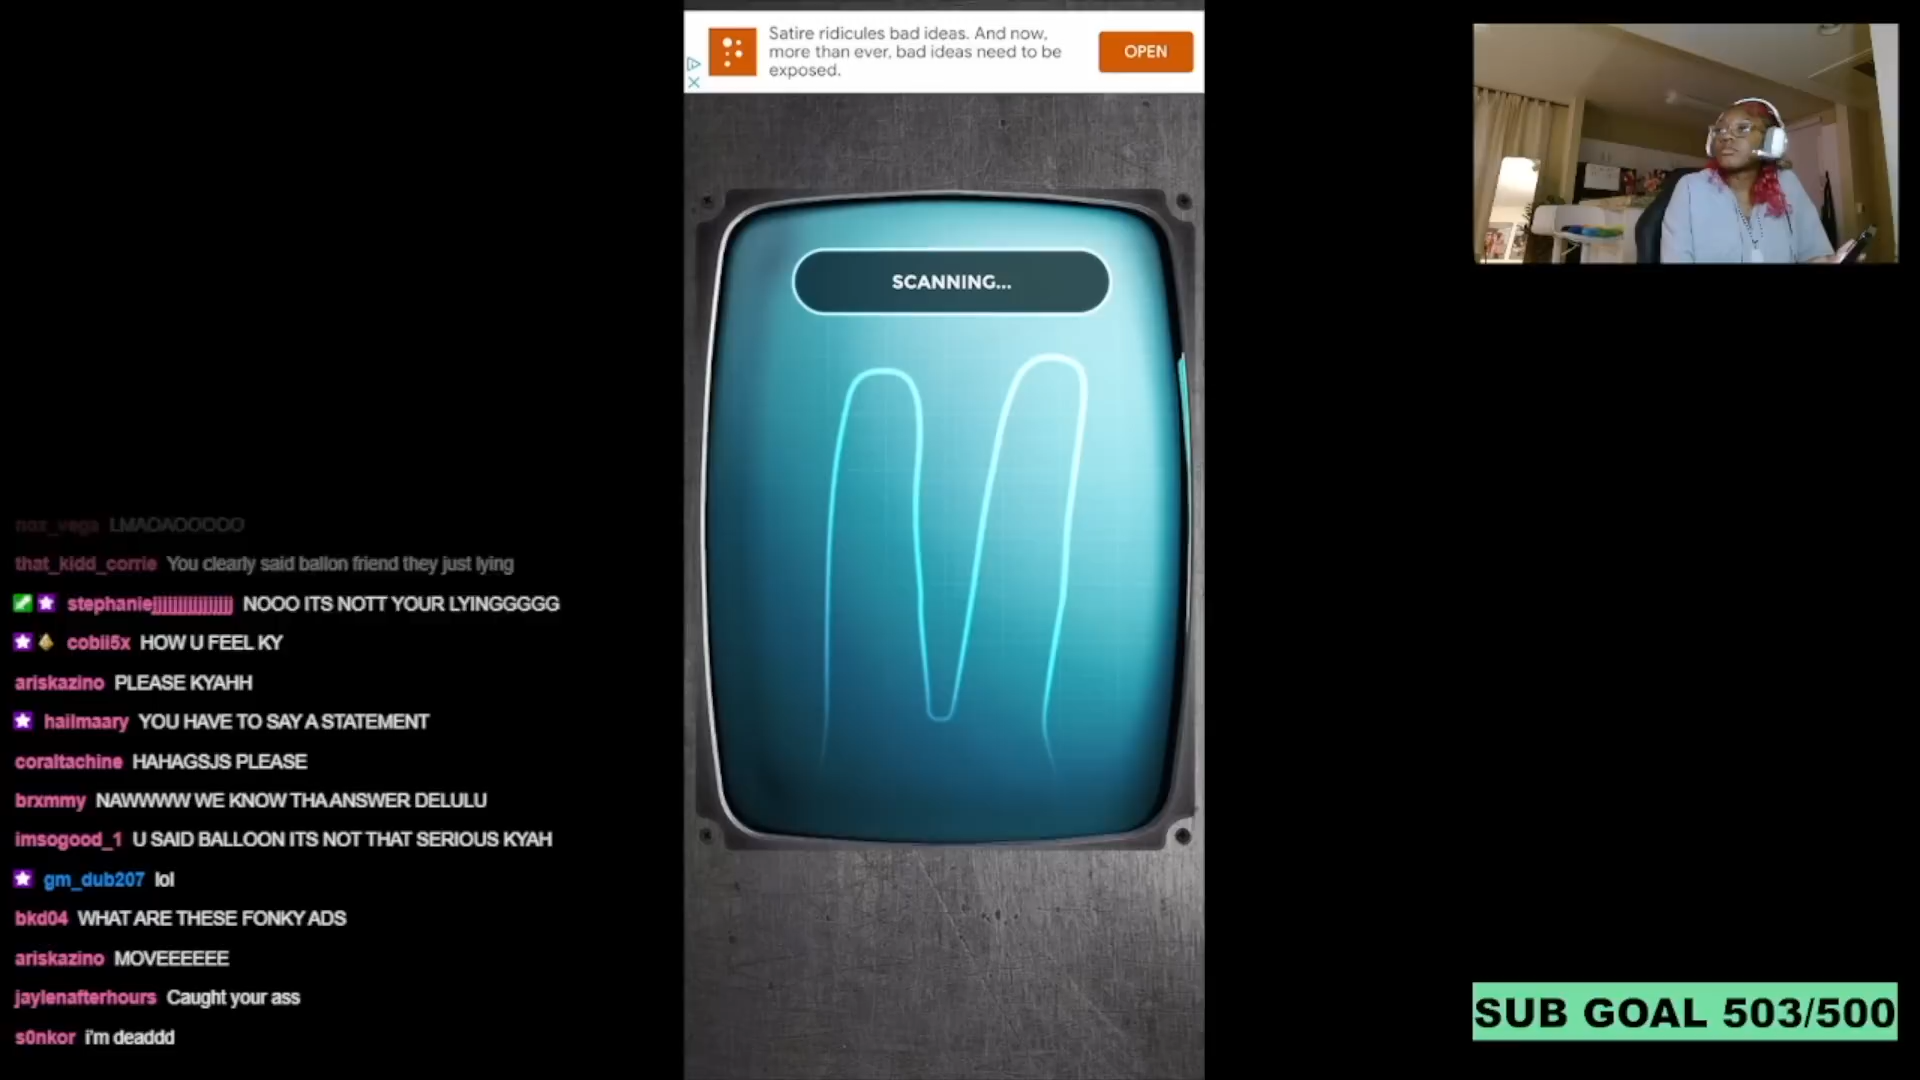 Satire ridicules bad ideas. And now,
more than ever, bad ideas need to be
exposed.
OPEN
SCANNING...
nox_vega LMAOAOOOOO
that_kidd_corrie You clearly said ballon friend they just lying
NOOO ITS NOTT YOUR LYINGGGGG
cobii5x HOW U FEEL KY
ariskazino PLEASE KYAHH
hailmaary YOU HAVE TO SAY A STATEMENT
coraltachine HAHAGSJS PLEASE
brxmmy NAWWWW WE KNOW THA ANSWER DELULU
imsogood_1 U SAID BALLOON ITS NOT THAT SERIOUS KYAH
gm_dub207 lol
bkd04 WHAT ARE THESE FONKY ADS
ariskazino MOVEEEEEE
jaylenafterhours Caught your ass
s0nkor i'm deaddd
SUB GOAL 503/500